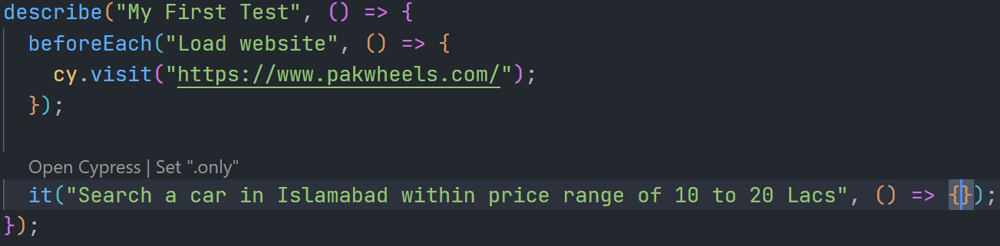 describe("My First Test", () => {
  beforeEach("Load website", () => {
    cy.visit("https://www.pakwheels.com/");
  });
Open Cypress | Set ".only"
  it("Search a car in Islamabad within price range of 10 to 20 Lacs", () => {});
});